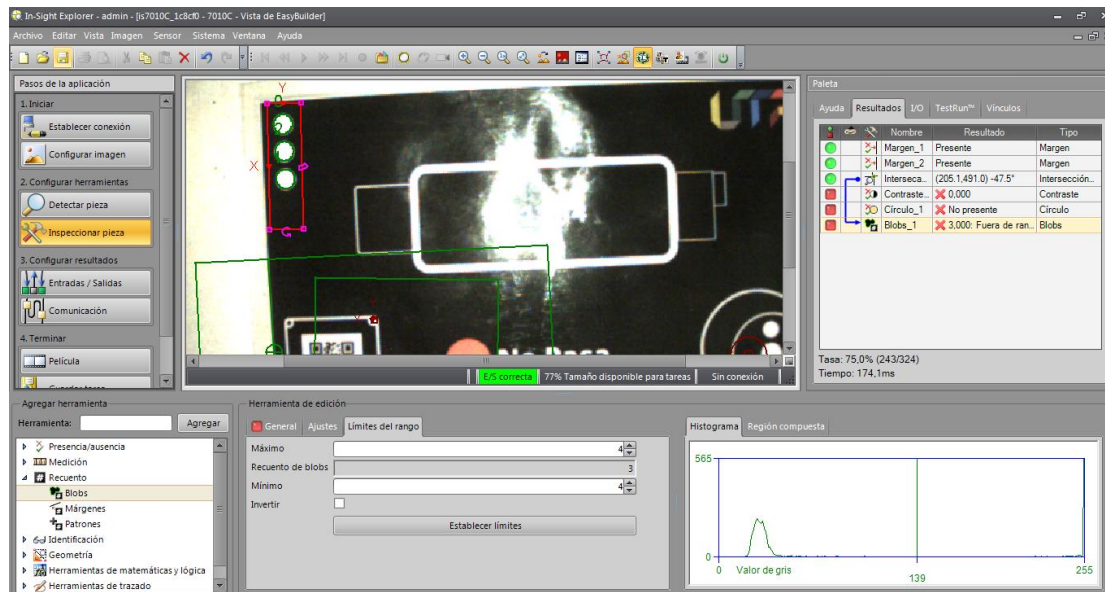 In-Sight Explorer - admin - [is7010C_1c8cf0 - 7010C - Vista de EasyBuilder]
Archivo Editar Vista Imagen Sensor Sistema Ventana Ayuda
Pasos de la aplicación
1. Iniciar
Establecer conexión
Configurar imagen
2. Configurar herramientas
Detectar pieza
Inspeccionar pieza
3. Configurar resultados
Entradas / Salidas
Comunicación
4. Terminar
Película
Y
X
E/S correcta 77% Tamaño disponible para tareas Sin conexión
Paleta
Ayuda Resultados I/O TestRun™ Vínculos
Nombre Resultado Tipo
Margen_1 Presente Margen
Margen_2 Presente Margen
Interseca... (205.1,491.0) -47.5° Intersección...
Contraste... 0,000 Contraste
Círculo_1 No presente Círculo
Blobs_1 3,000: Fuera de ran... Blobs
Tasa: 75,0% (243/324)
Tiempo: 174,1ms
Agregar herramienta
Herramienta: Agregar
Presencia/ausencia
Medición
Recuento
Blobs
Márgenes
Patrones
Identificación
Geometría
Herramientas de matemáticas y lógica
Herramientas de trazado
Herramienta de edición
General Ajustes Límites del rango
Máximo 4
Recuento de blobs 3
Mínimo 4
Invertir
Establecer límites
Histograma Región compuesta
565
0
0 Valor de gris 139 255